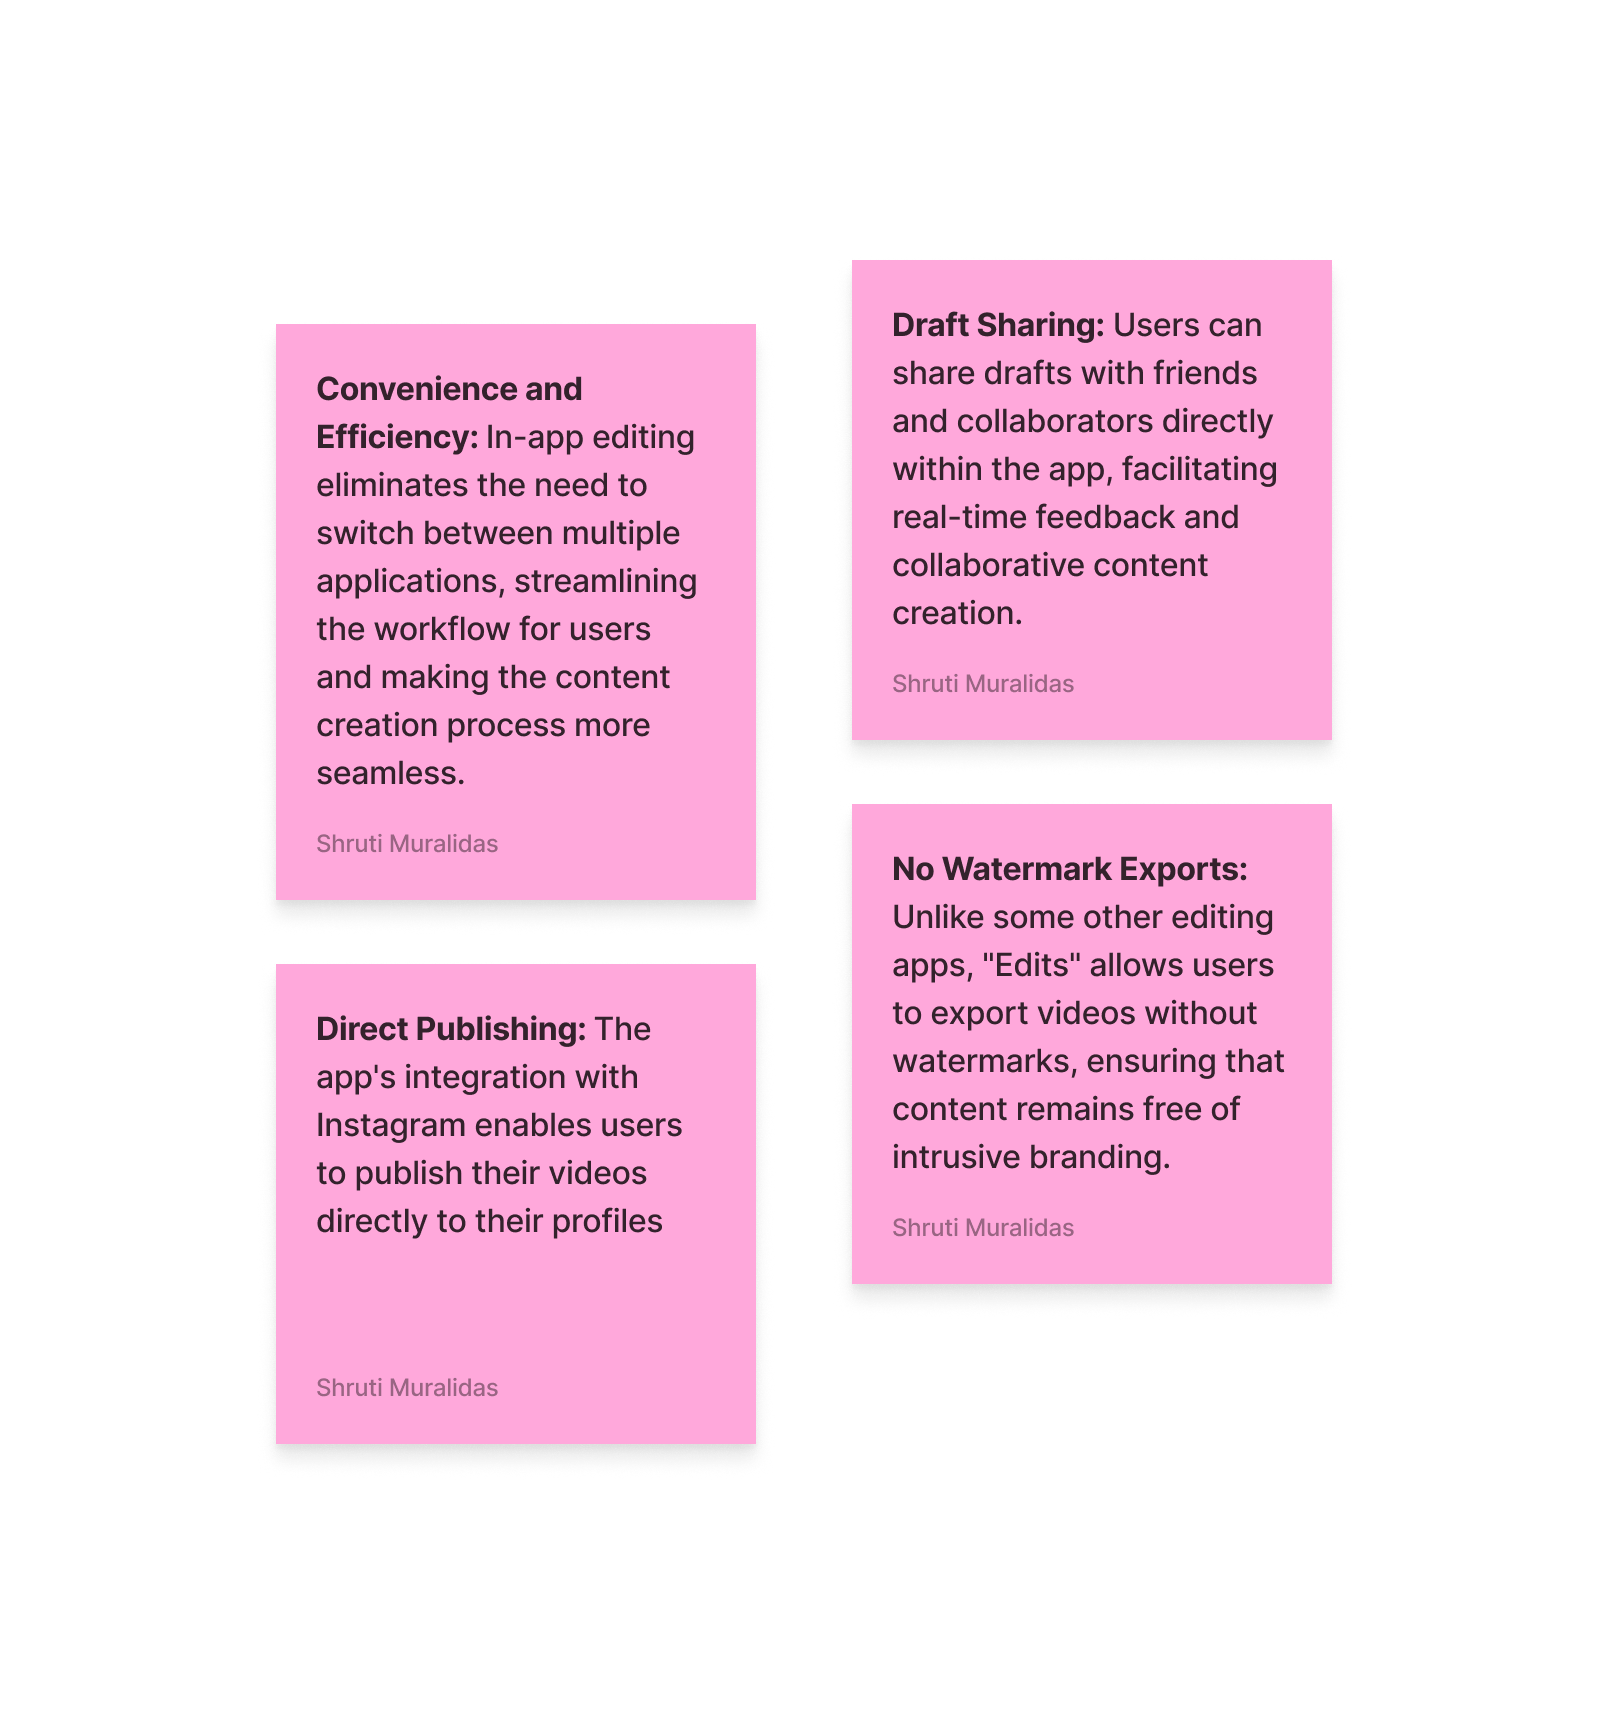 Convenience and
Efficiency: In-app editing
eliminates the need to
switch between multiple
applications, streamlining
the workflow for users
and making the content
creation process more
seamless.
Shruti Muralidas
Direct Publishing: The
app's integration with
Instagram enables users
to publish their videos
directly to their profiles
Shruti Muralidas
Draft Sharing: Users can
share drafts with friends
and collaborators directly
within the app, facilitating
real-time feedback and
collaborative content
creation.
Shruti Muralidas
No Watermark Exports:
Unlike some other editing
apps, "Edits" allows users
to export videos without
watermarks, ensuring that
content remains free of
intrusive branding.
Shruti Muralidas